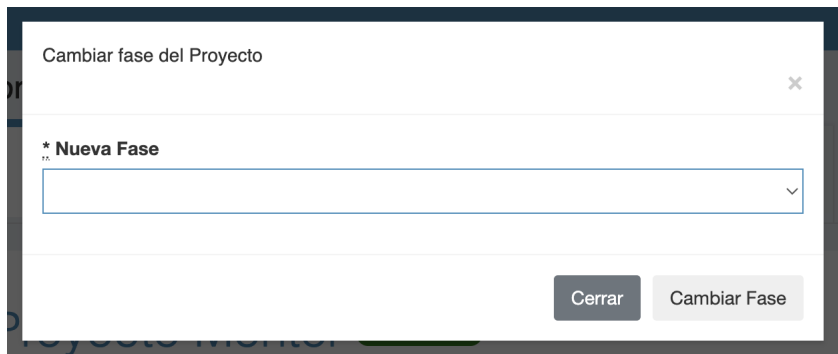 Cambiar fase del Proyecto
×
* Nueva Fase
Cerrar
Cambiar Fase